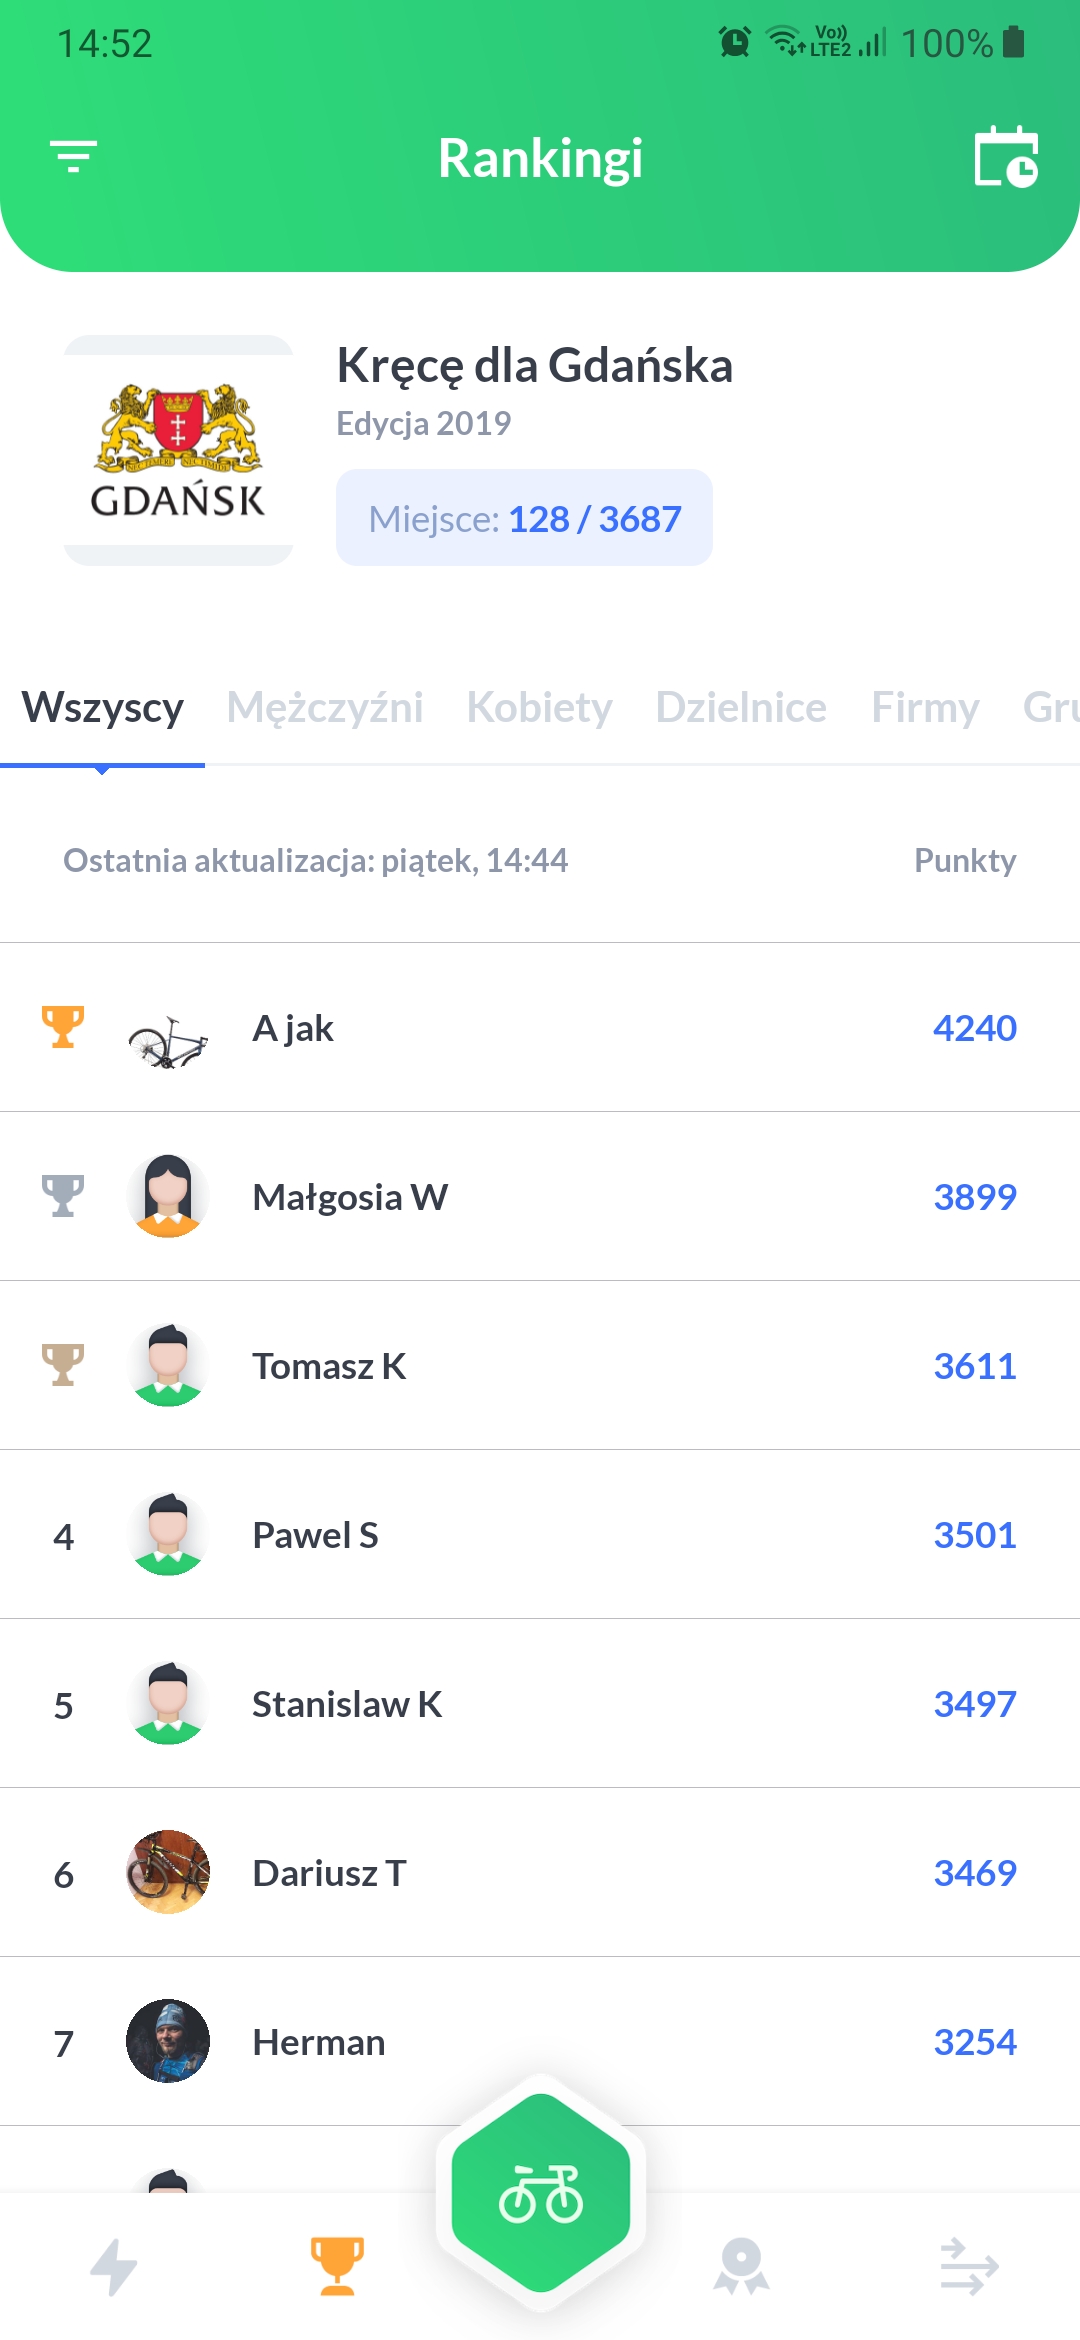 14:52
Vo)) LTE2 100%
Rankingi
Kręcę dla Gdańska
Edycja 2019
GDAŃSK
Miejsce: 128 / 3687
Wszyscy Mężczyźni Kobiety Dzielnice Firmy Gru
Ostatnia aktualizacja: piątek, 14:44 Punkty
A jak 4240
Małgosia W 3899
Tomasz K 3611
4 Pawel S 3501
5 Stanislaw K 3497
6 Dariusz T 3469
7 Herman 3254